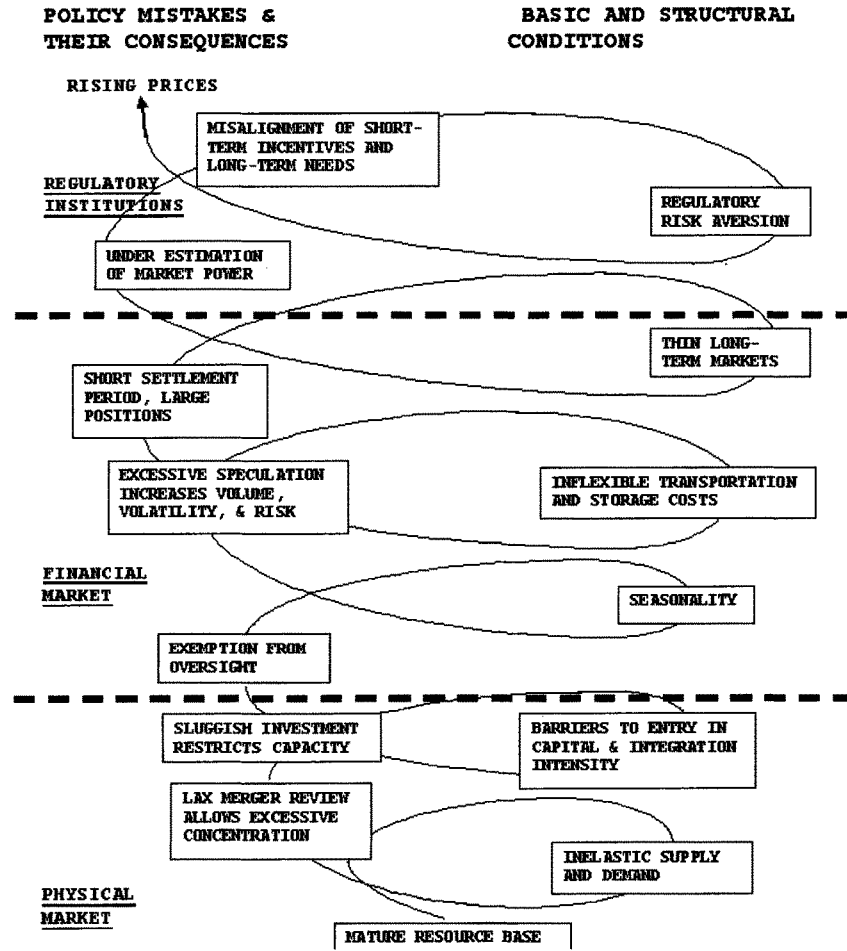 POLICY MISTAKES &
THEIR CONSEQUENCES
BASIC AND STRUCTURAL
CONDITIONS
RISING PRICES
MISALIGNMENT OF SHORT-
TERM INCENTIVES AND
LONG-TERM NEEDS
REGULATORY
INSTITUTIONS
REGULATORY
RISK AVERSION
UNDER ESTIMATION
OF MARKET POWER
THIN LONG-
TERM MARKETS
SHORT SETTLEMENT
PERIOD, LARGE
POSITIONS
EXCESSIVE SPECULATION
INCREASES VOLUME,
VOLATILITY, & RISK
INFLEXIBLE TRANSPORTATION
AND STORAGE COSTS
FINANCIAL
MARKET
SEASONALITY
EXEMPTION FROM
OVERSIGHT
SLUGGISH INVESTMENT
RESTRICTS CAPACITY
BARRIERS TO ENTRY IN
CAPITAL & INTEGRATION
INTENSITY
LAX MERGER REVIEW
ALLOWS EXCESSIVE
CONCENTRATION
INELASTIC SUPPLY
AND DEMAND
PHYSICAL
MARKET
MATURE RESOURCE BASE